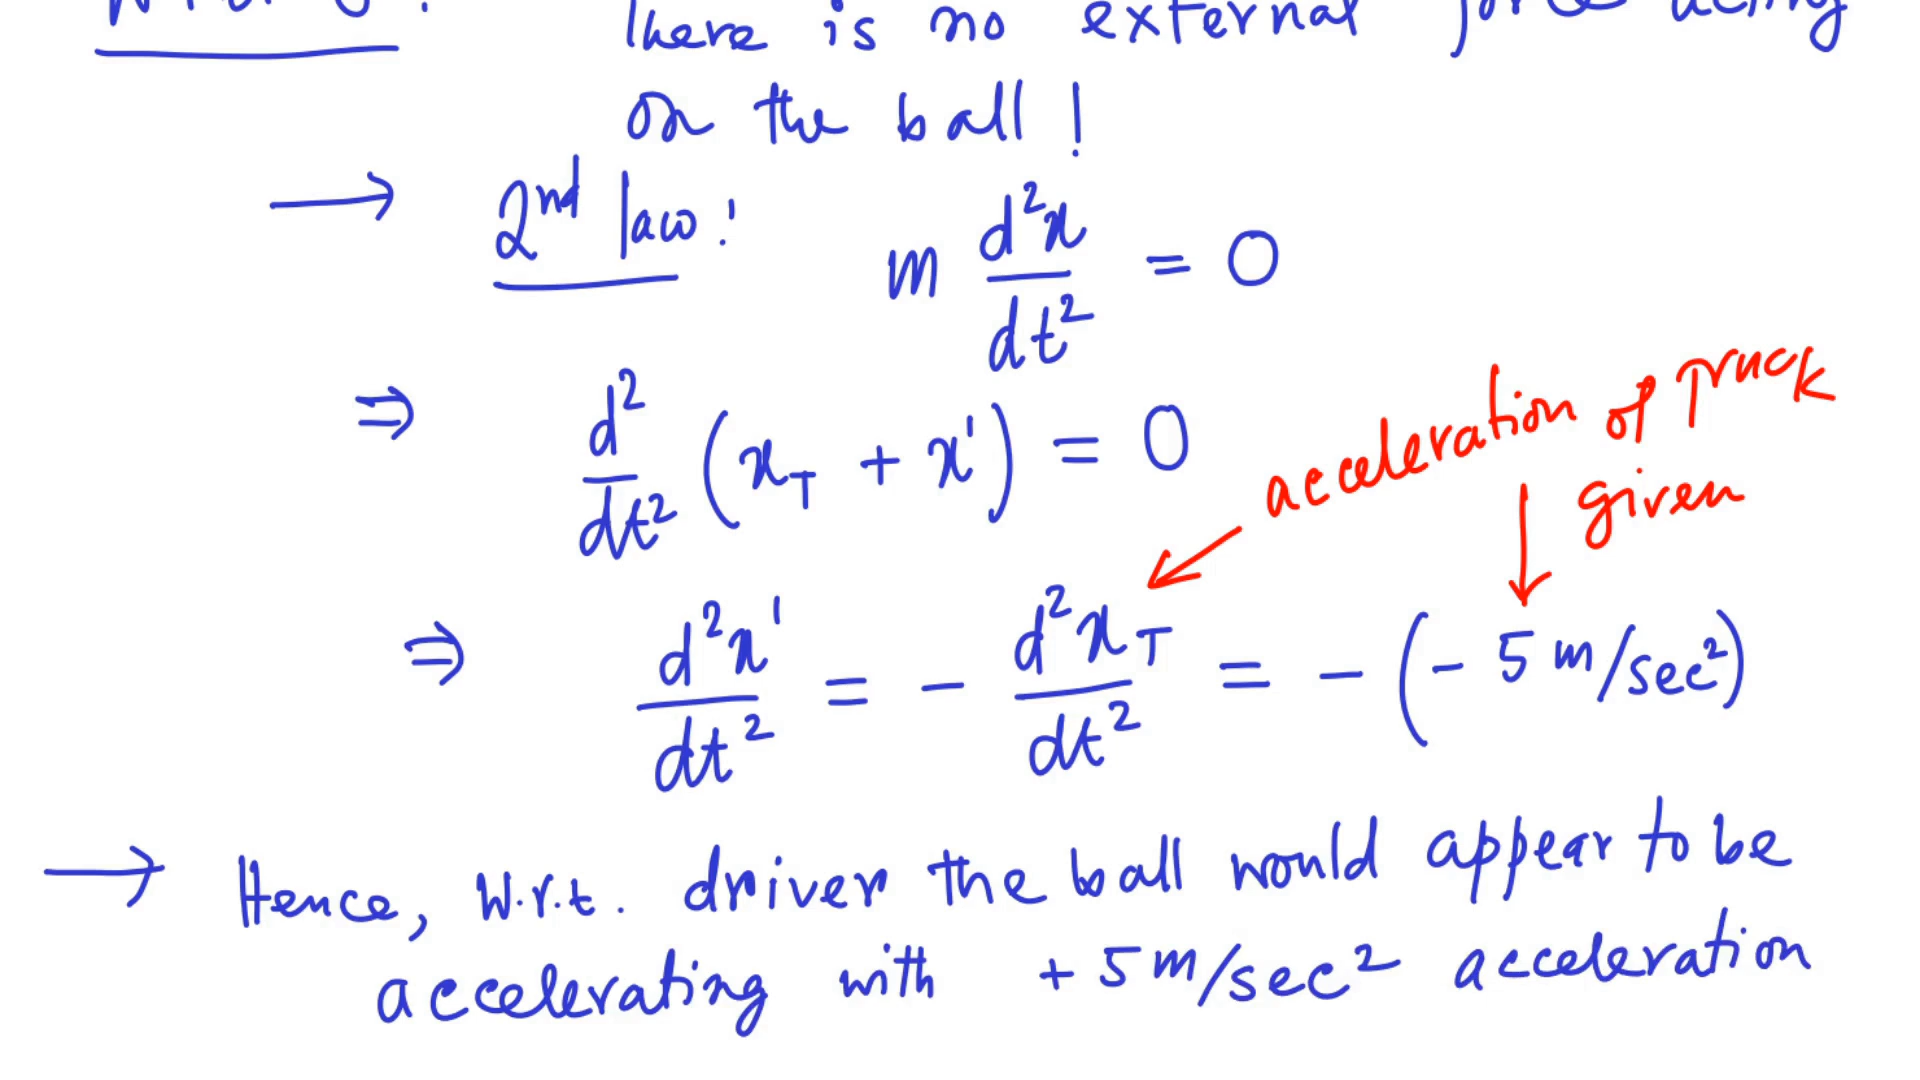 There is no external force acting
on the ball !
→ 2nd law: m d²x/dt² = 0
⇒ d²/dt² (x_T + x') = 0
acceleration of truck
given
⇒ d²x'/dt² = - d²x_T/dt² = - (- 5 m/sec²)
→ Hence, w.r.t. driver the ball would appear to be
accelerating with + 5 m/sec² acceleration